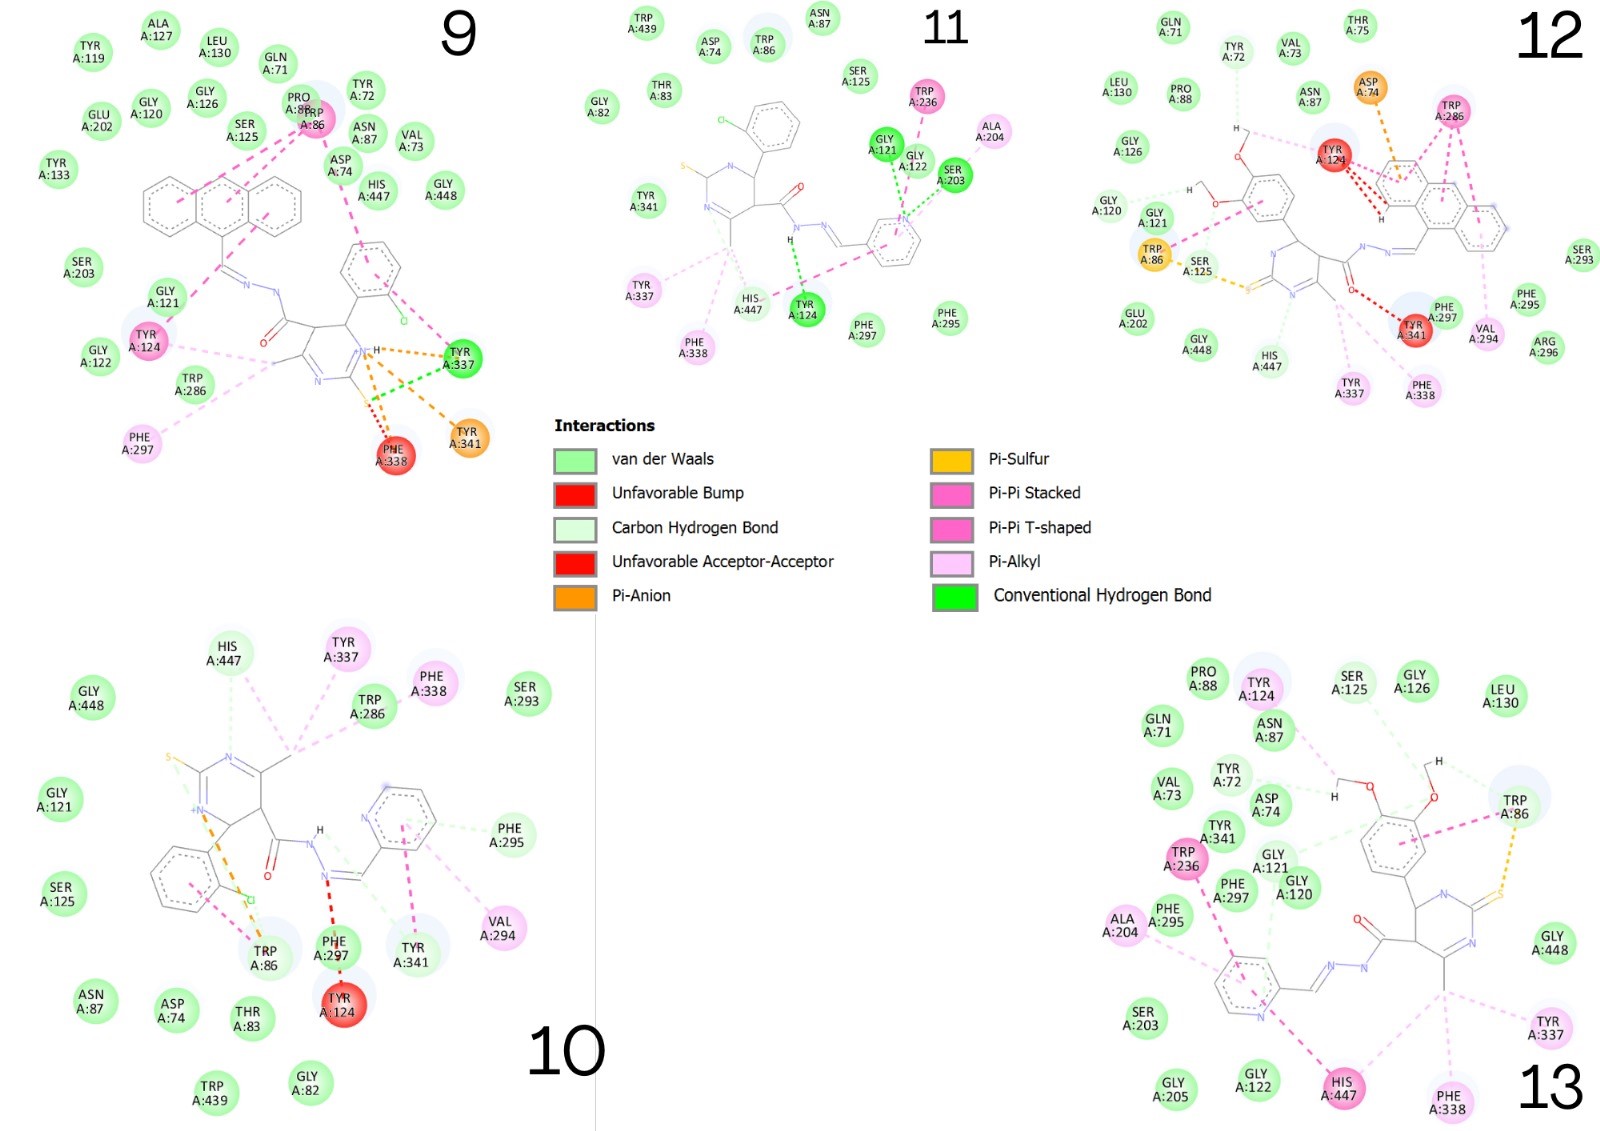 9
ALA
A:127
TYR
A:119
LEU
A:130
GLN
A:71
TYR
A:72
PRO
A:88
TRP
A:86
GLY
A:126
GLY
A:120
GLU
A:202
SER
A:125
ASN
A:87
VAL
A:73
ASP
A:74
TYR
A:133
HIS
A:447
GLY
A:448
SER
A:203
GLY
A:121
N
N
O
Cl
TYR
A:124
GLY
A:122
TRP
A:286
N
H
N
S
TYR
A:337
PHE
A:297
PHE
A:338
TYR
A:341
11
TRP
A:439
ASP
A:74
TRP
A:86
ASN
A:87
SER
A:125
THR
A:83
GLY
A:82
TRP
A:236
ALA
A:204
GLY
A:121
GLY
A:122
SER
A:203
Cl
S
N
N
O
N
N
N
H
TYR
A:341
TYR
A:337
HIS
A:447
TYR
A:124
PHE
A:338
PHE
A:297
PHE
A:295
12
GLN
A:71
TYR
A:72
VAL
A:73
THR
A:75
LEU
A:130
PRO
A:88
ASN
A:87
ASP
A:74
TRP
A:286
GLY
A:126
TYR
A:124
H
O
H
O
H
GLY
A:120
GLY
A:121
TRP
A:86
SER
A:125
SER
A:293
N
N
N
S
N
O
GLU
A:202
GLY
A:448
HIS
A:447
TYR
A:337
PHE
A:338
TYR
A:341
PHE
A:297
VAL
A:294
PHE
A:295
ARG
A:296
Interactions
van der Waals
Unfavorable Bump
Carbon Hydrogen Bond
Unfavorable Acceptor-Acceptor
Pi-Anion
Pi-Sulfur
Pi-Pi Stacked
Pi-Pi T-shaped
Pi-Alkyl
Conventional Hydrogen Bond
HIS
A:447
TYR
A:337
PHE
A:338
GLY
A:448
TRP
A:286
SER
A:293
S
N
+N
GLY
A:121
H
N
N
N
O
Cl
PHE
A:295
SER
A:125
VAL
A:294
TRP
A:86
PHE
A:297
TYR
A:341
TYR
A:124
ASN
A:87
ASP
A:74
THR
A:83
TRP
A:439
GLY
A:82
10
PRO
A:88
TYR
A:124
SER
A:125
GLY
A:126
LEU
A:130
GLN
A:71
ASN
A:87
TYR
A:72
VAL
A:73
ASP
A:74
H
O
H
O
TRP
A:86
TYR
A:341
TRP
A:236
GLY
A:121
GLY
A:120
PHE
A:297
PHE
A:295
ALA
A:204
O
N
S
N
N
N
N
GLY
A:448
SER
A:203
TYR
A:337
GLY
A:205
GLY
A:122
HIS
A:447
PHE
A:338
13